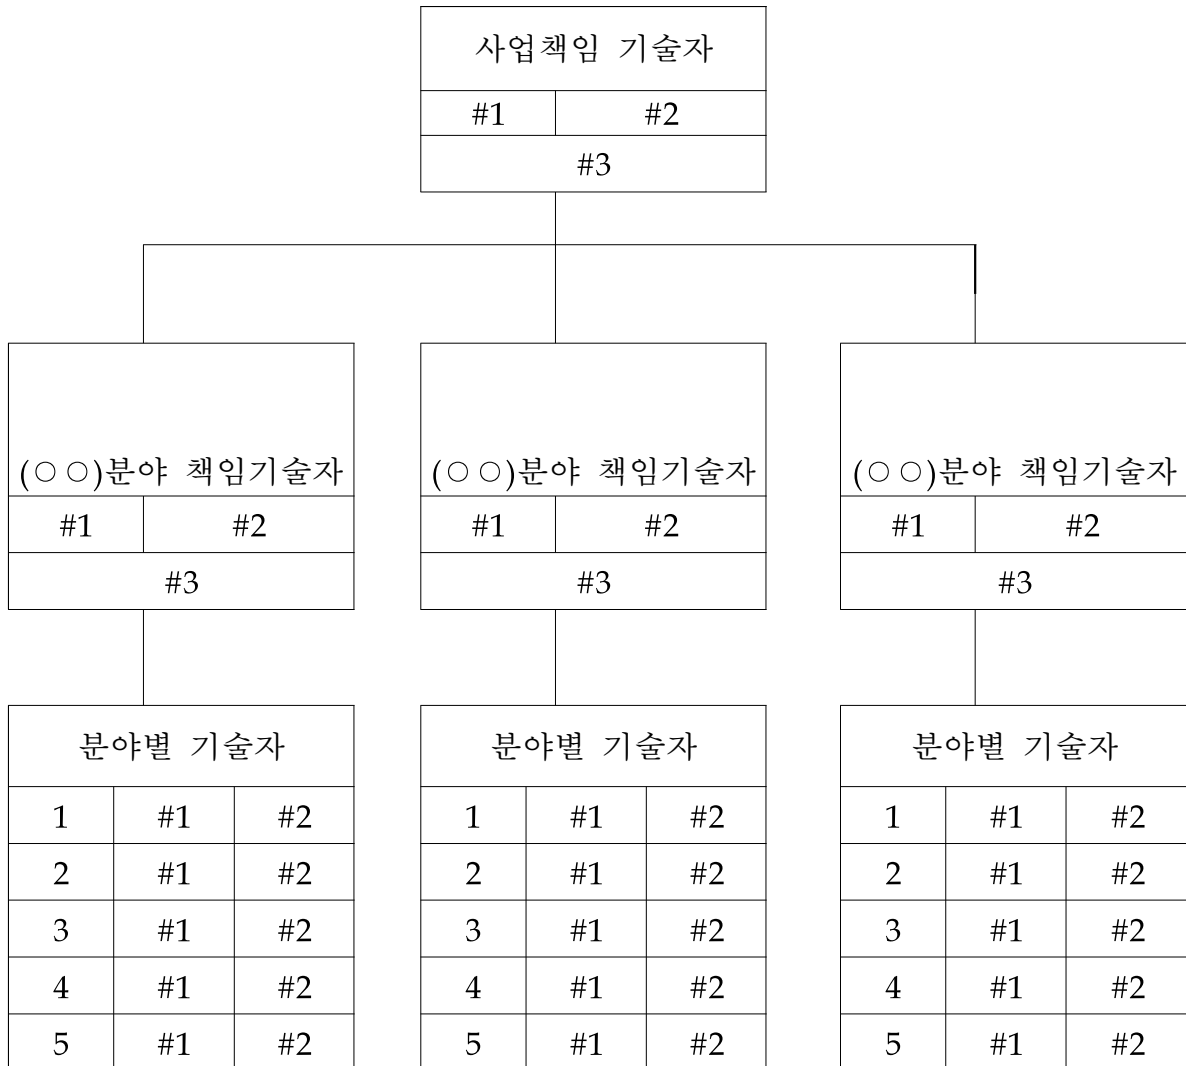 사업책임 기술자
#1 #2
#3
(○○)분야 책임기술자 (○○)분야 책임기술자 (○○)분야 책임기술자
#1 #2 #1 #2 #1 #2
#3 #3 #3
분야별 기술자 분야별 기술자 분야별 기술자
1 #1 #2 1 #1 #2 1 #1 #2
2 #1 #2 2 #1 #2 2 #1 #2
3 #1 #2 3 #1 #2 3 #1 #2
4 #1 #2 4 #1 #2 4 #1 #2
5 #1 #2 5 #1 #2 5 #1 #2